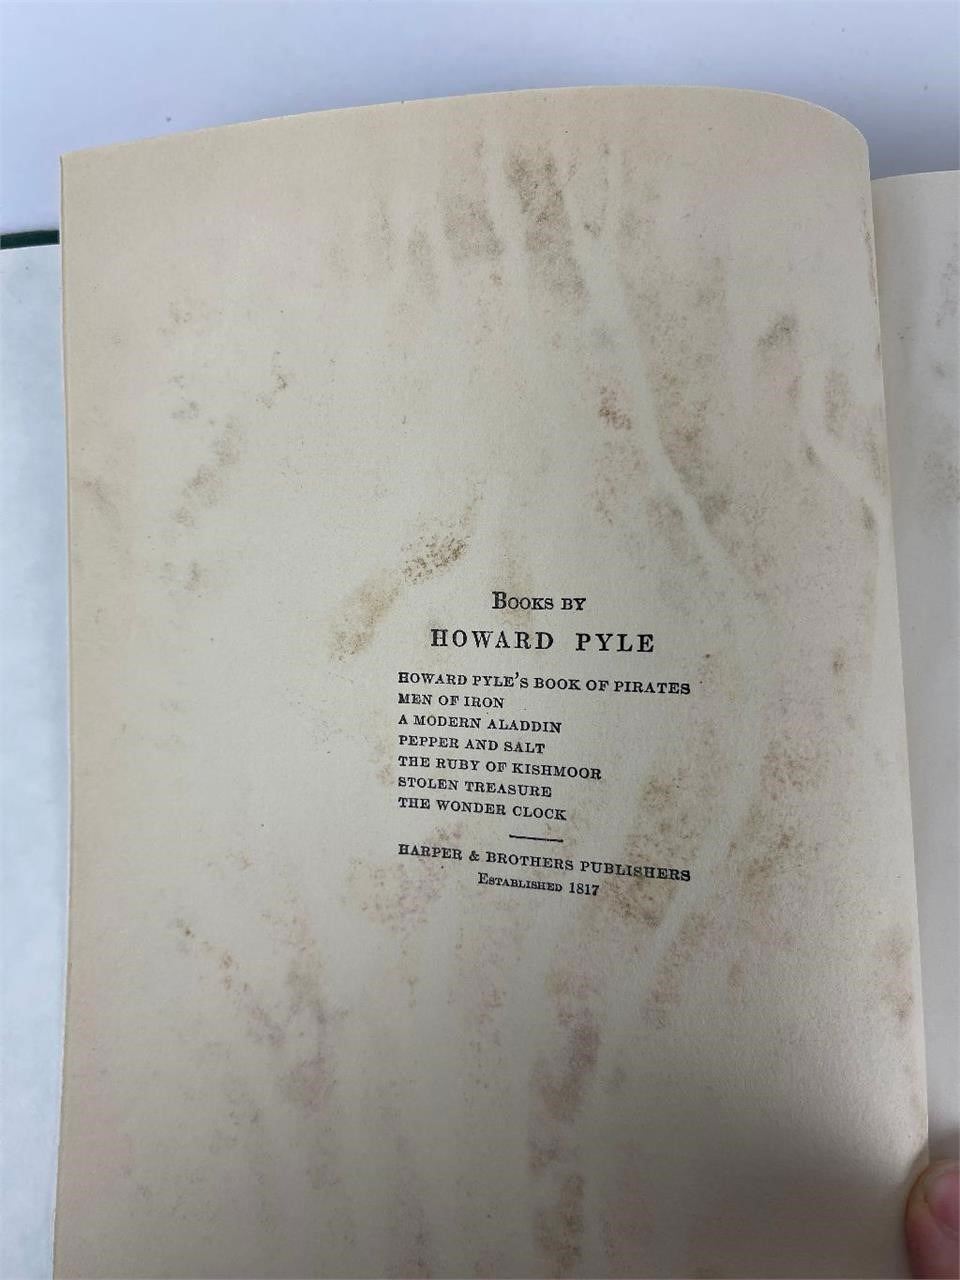 BOOKS BY
HOWARD PYLE
HOWARD PYLE'S BOOK OF PIRATES
MEN OF IRON
A MODERN ALADDIN
PEPPER AND SALT
THE RUBY OF KISHMOOR
STOLEN TREASURE
THE WONDER CLOCK
HARPER & BROTHERS PUBLISHERS
ESTABLISHED 1817